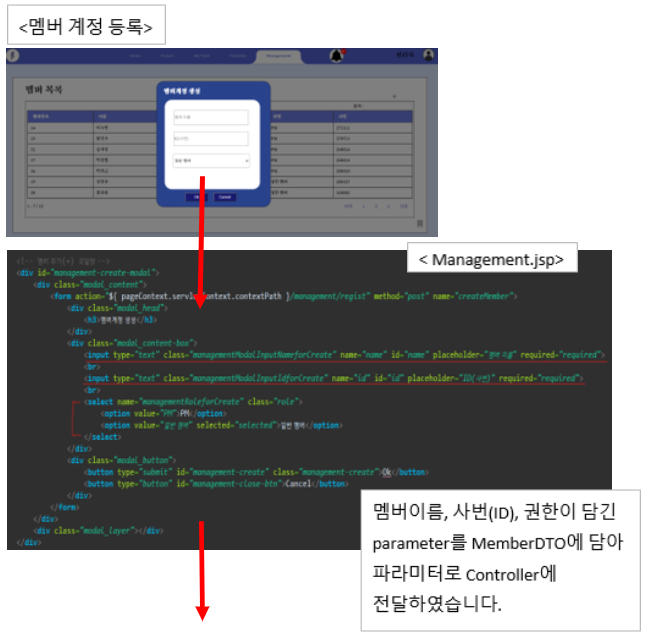 <멤버 계정 등록>
Management
멤버 목록
멤버계정 생성
Cancel
< Management.jsp>
<div id="management-create-modal">
<div class="modal_content">
<form action="${ pageContext.servletContext.contextPath }/management/regist" method="post" name="createMember">
<div class="modal_head">
<h3>멤버계정 생성</h3>
</div>
<div class="modal_content-box">
<input type="text" class="managementModalInputNameforCreate" name="name" id="name" placeholder="멤버 이름" required="required">
<br>
<input type="text" class="managementModalInputIdforCreate" name="id" id="id" placeholder="ID(사번)" required="required">
<br>
<select name="managementRoleforCreate" class="role">
<option value="PM">PM</option>
<option value="일반 멤버" selected="selected">일반 멤버</option>
</select>
</div>
<div class="modal_button">
<button type="submit" id="management-create" class="management-create">Ok</button>
<button type="button" id="management-close-btn">Cancel</button>
</div>
</form>
</div>
<div class="modal_layer"></div>
</div>
멤버이름, 사번(ID), 권한이 담긴
parameter를 MemberDTO에 담아
파라미터로 Controller에
전달하였습니다.